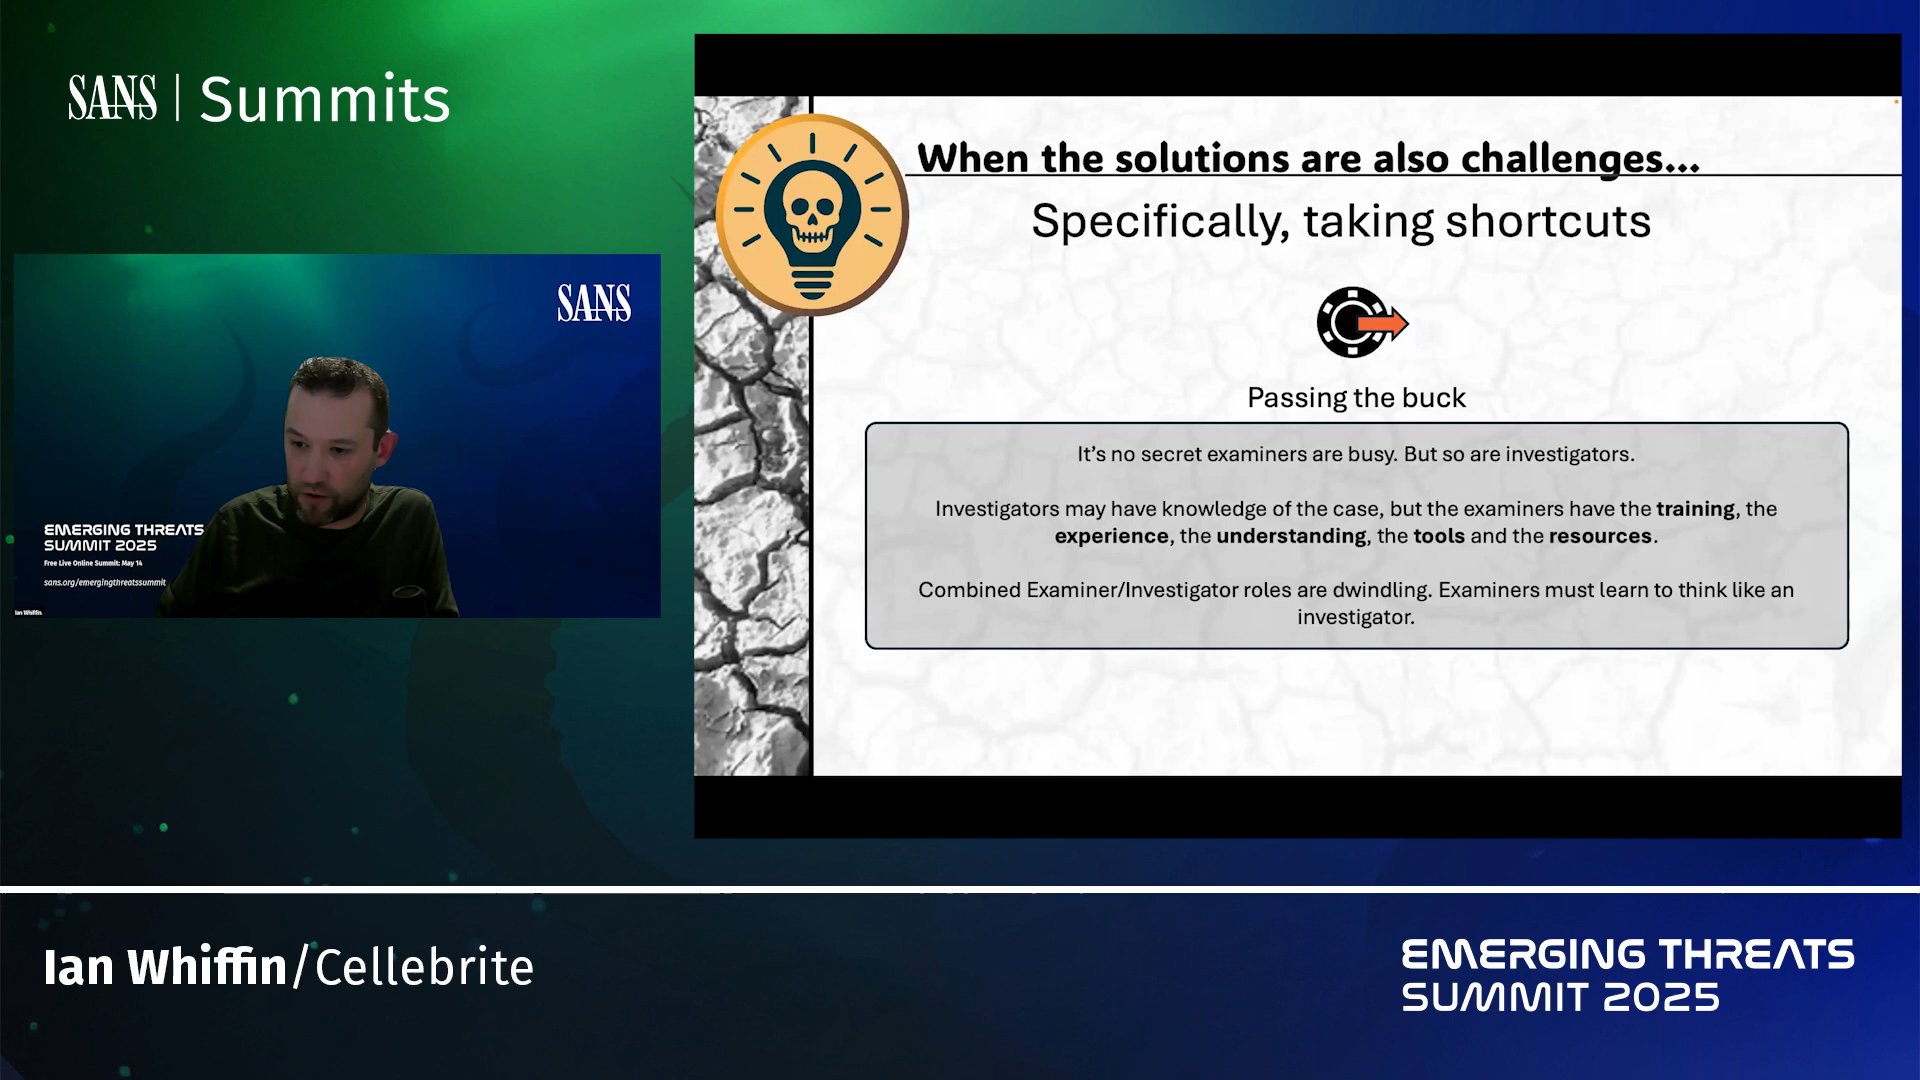 SANS | Summits
SANS
EMERGING THREATS
SUMMIT 2025
Free Live Online Summit: May 14
sans.org/emergingthreatssummit
Ian Whiffin
When the solutions are also challenges...
Specifically, taking shortcuts
Passing the buck
It's no secret examiners are busy. But so are investigators.
Investigators may have knowledge of the case, but the examiners have the training, the
experience, the understanding, the tools and the resources.
Combined Examiner/Investigator roles are dwindling. Examiners must learn to think like an
investigator.
Ian Whiffin/Cellebrite
EMERGING THREATS
SUMMIT 2025